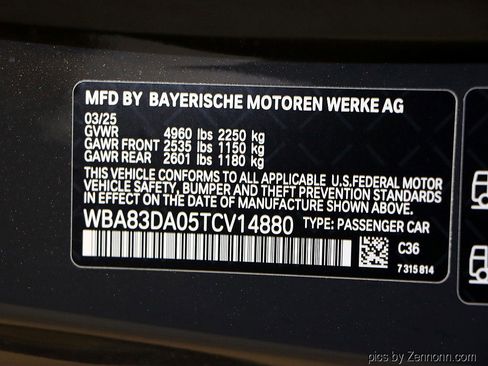 MFD BY BAYERISCHE MOTOREN WERKE AG
03/25
GVWR 4960 lbs 2250 kg
GAWR FRONT 2535 lbs 1150 kg
GAWR REAR 2601 lbs 1180 kg
THIS VEHICLE CONFORMS TO ALL APPLICABLE U.S.FEDERAL MOTOR
VEHICLE SAFETY, BUMPER AND THEFT PREVENTION STANDARDS
IN EFFECT ON THE DATE OF MANUFACTURE SHOWN ABOVE.
WBA83DA05TCV14880 TYPE: PASSENGER CAR
C36
7 315 814
pics by Zennonn.com